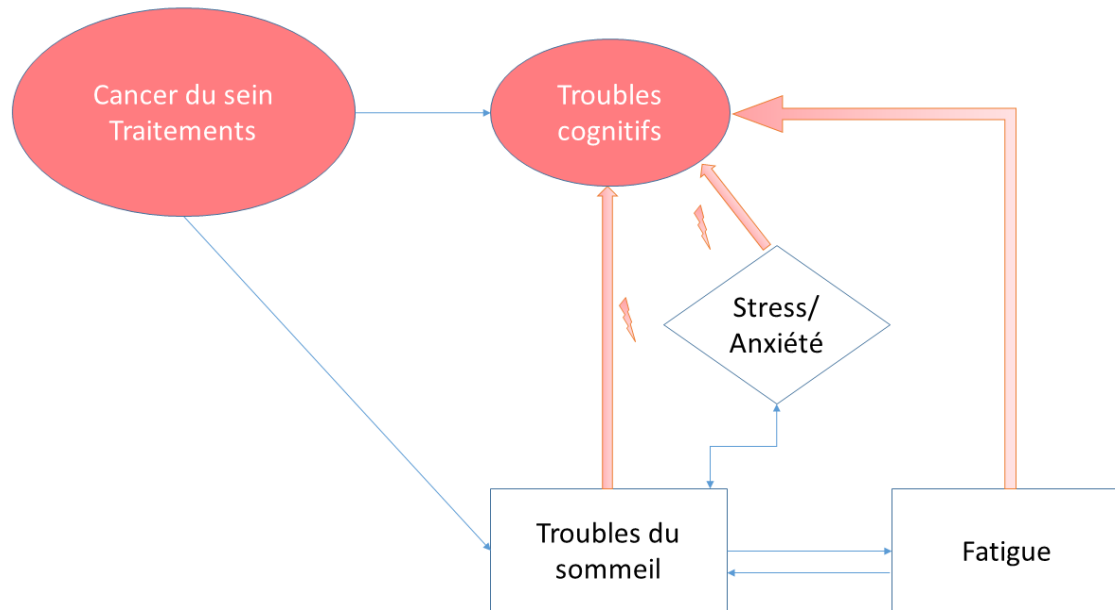 Cancer du sein
Traitements
Troubles
cognitifs
Stress/
Anxiété
Troubles du
sommeil
Fatigue